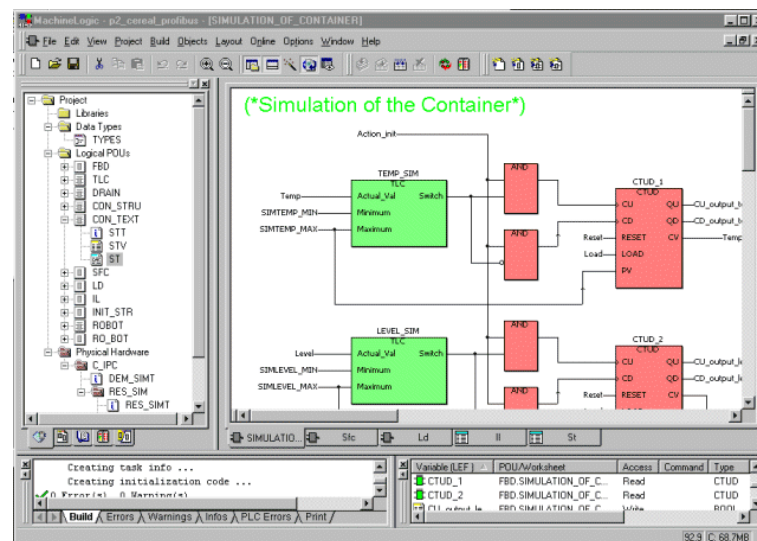 MachineLogic - p2_cereal_profibus - [SIMULATION_OF_CONTAINER]
File Edit View Project Build Objects Layout Online Options Window Help
Project
Libraries
Data Types
TYPES
Logical POUs
FBD
TLC
DRAIN
CON_STRU
CON_TEXT
STT
STV
ST
SFC
LD
IL
INIT_STR
ROBOT
RO_BOT
Physical Hardware
C_IPC
DEM_SIMT
RES_SIM
RES_SIMT
(*Simulation of the Container*)
Action_init
TEMP_SIM
TLC
Temp
Actual_Val Switch
SIMTEMP_MIN
Minimum
SIMTEMP_MAX
Maximum
AND
AND
CTUD_1
CTUD
CU QU CU_output_t
CD QD CD_output_t
Reset RESET CV Temp
Load LOAD
PV
LEVEL_SIM
TLC
Level
Actual_Val Switch
SIMLEVEL_MIN
Minimum
SIMLEVEL_MAX
Maximum
AND
AND
CTUD_2
CTUD
CU QU CU_output_le
CD QD CD_output_le
Reset RESET CV
SIMULATIO... Sfc Ld Il St
Creating task info ...
Creating initialization code ...
0 Error(s), 0 Warning(s)
Build Errors Warnings Infos PLC Errors Print
Variable (LEF) POU/Worksheet Access Command Type
CTUD_1 FBD.SIMULATION_OF_C... Read CTUD
CTUD_2 FBD.SIMULATION_OF_C... Read CTUD
CU_output_le FBD.SIMULATION_OF_C... Write BOOL
92.9 C: 68.7MB